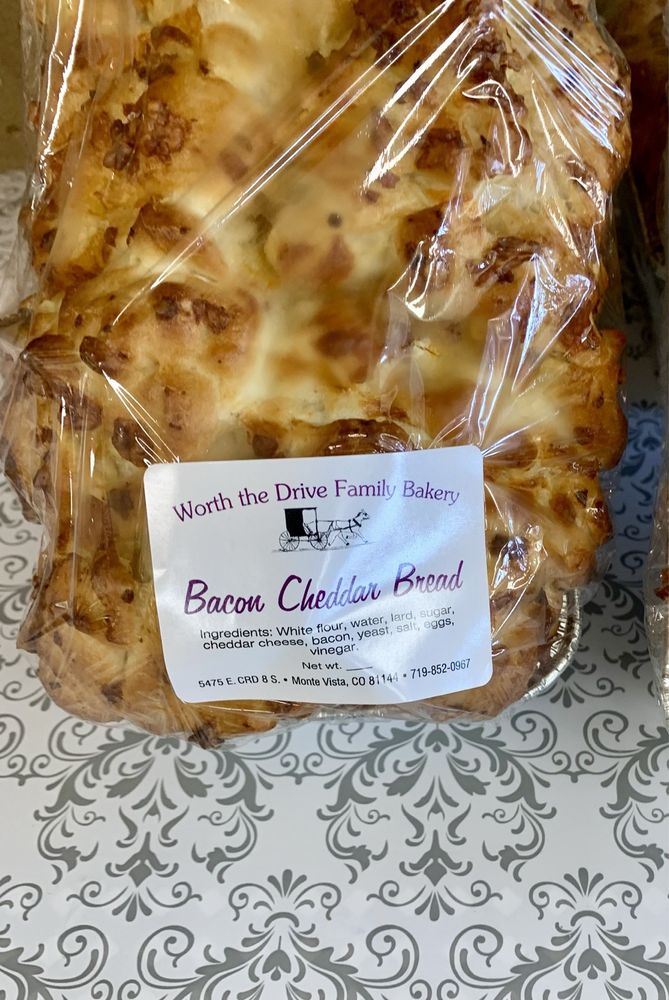 Worth the Drive Family Bakery
Bacon Cheddar Bread
Ingredients: White flour, water, lard, sugar,
cheddar cheese, bacon, yeast, salt, eggs,
vinegar.
Net wt. ___
5475 E. CRD 8 S. • Monte Vista, CO 81144 • 719-852-0967